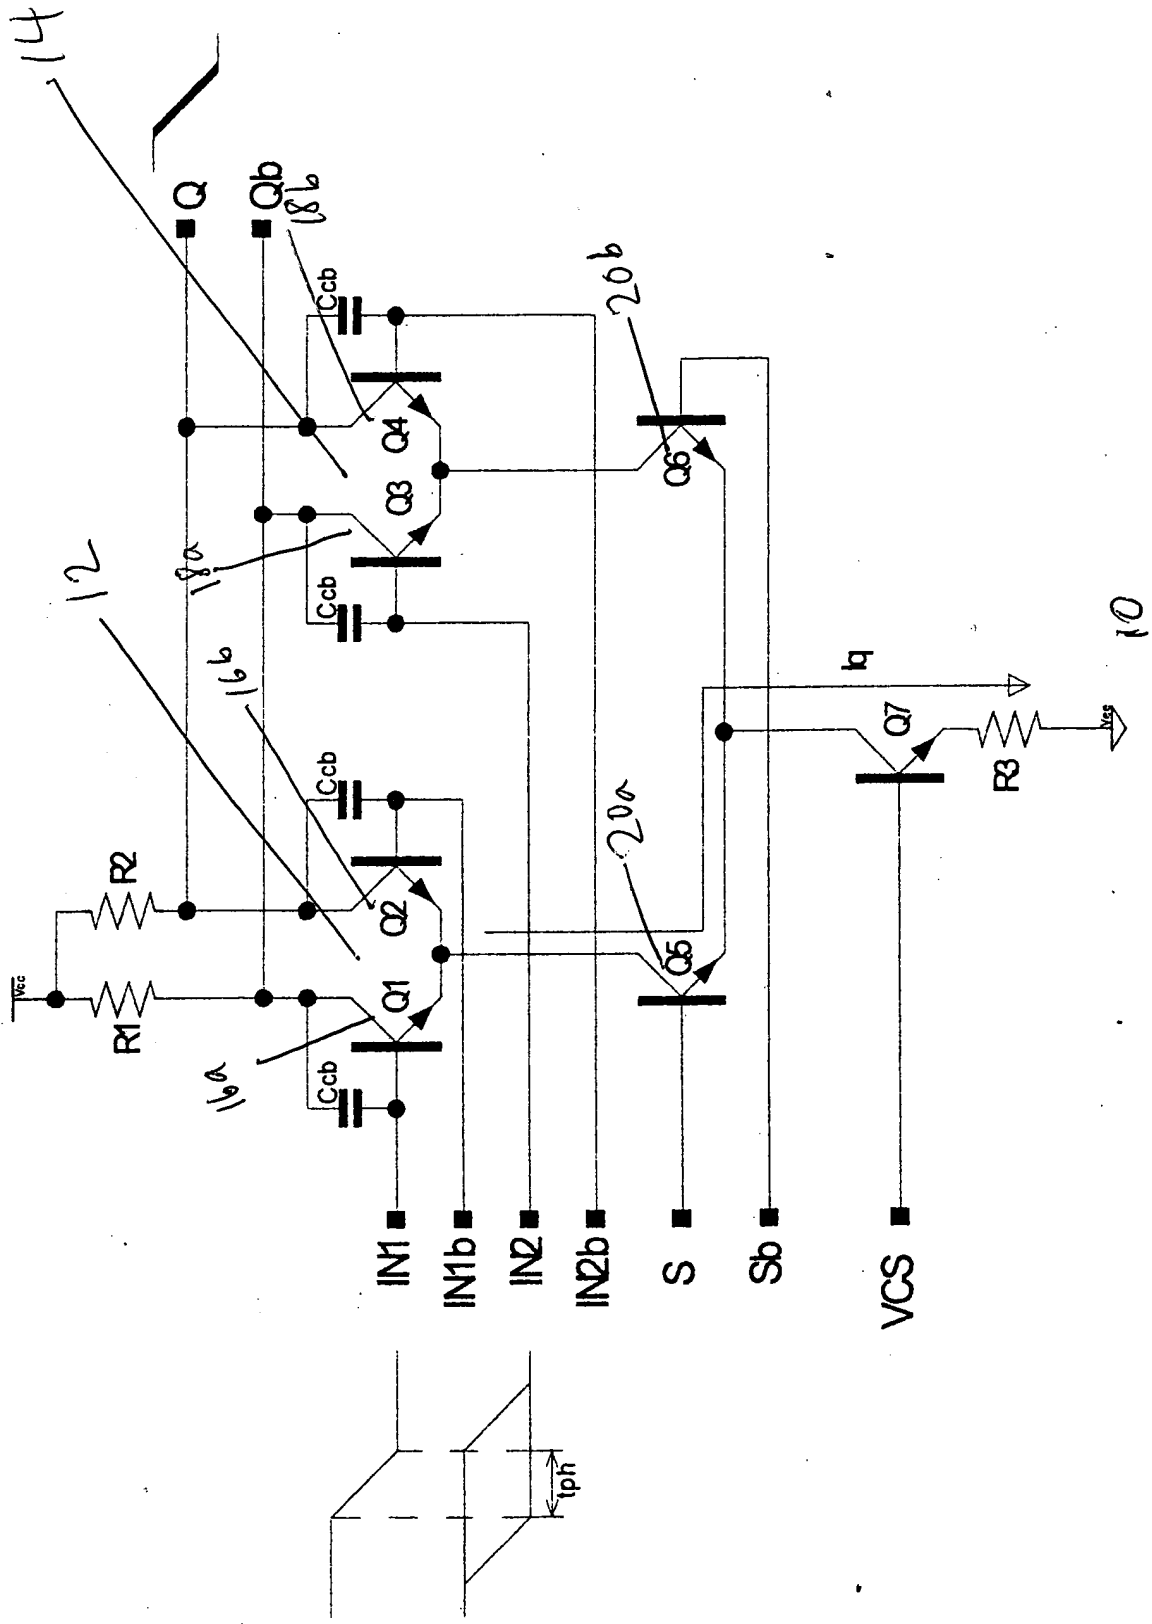 14
12
Vcc
R1
R2
Q
Qb
16a
16b
18a
18b
Ccb
Ccb
Ccb
Ccb
Q1
Q2
Q3
Q4
IN1
IN1b
IN2
IN2b
tph
20a
20b
Q5
Q6
S
Sb
Iq
VCS
Q7
R3
Vee
10